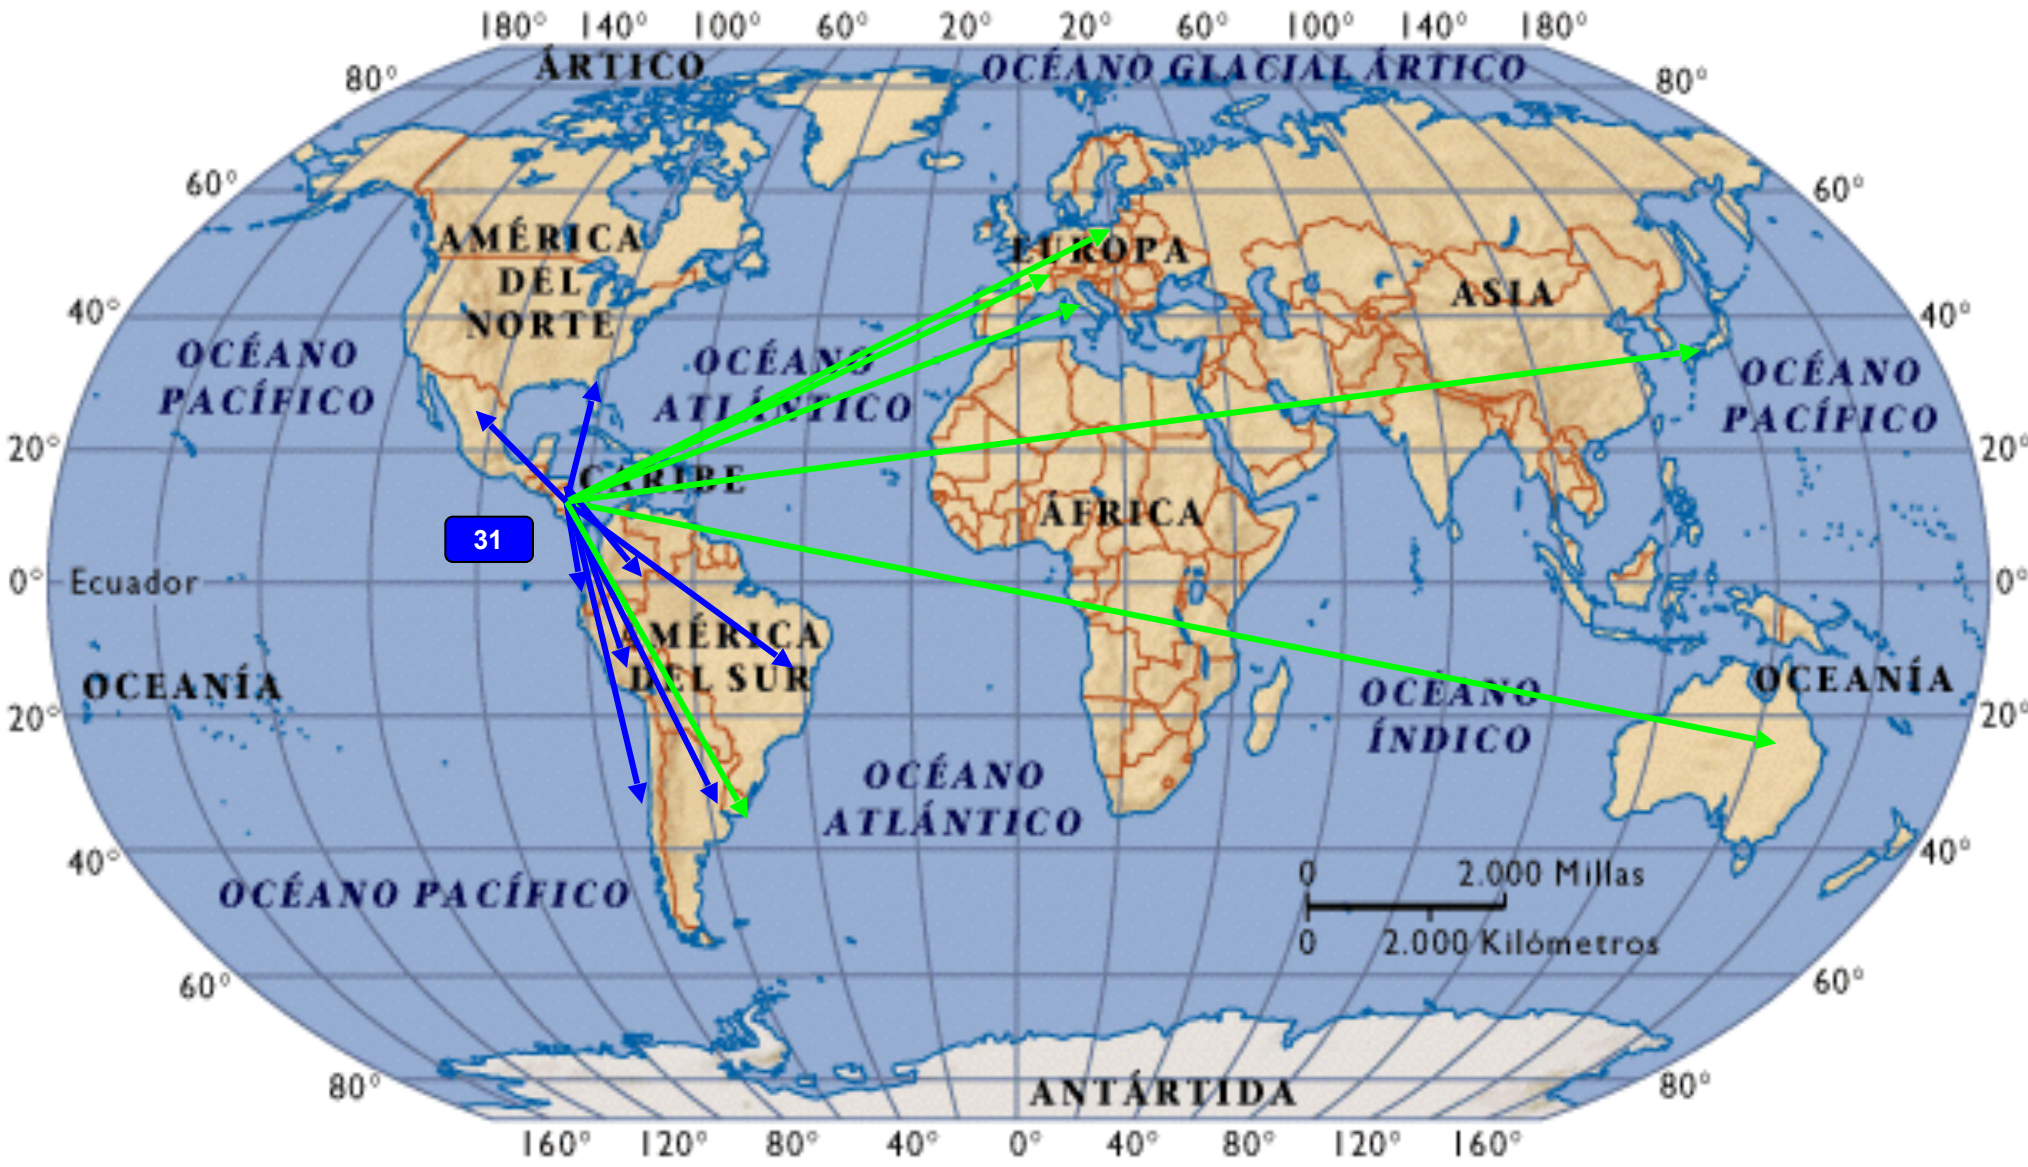 180° 140° 100° 60° 20° 20° 60° 100° 140° 180°
ÁRTICO
OCÉANO GLACIAL ÁRTICO
80° 80°
60° 60°
AMÉRICA
DEL
NORTE
EUROPA
ASIA
40° 40°
OCÉANO
PACÍFICO
OCÉANO
ATLÁNTICO
OCÉANO
PACÍFICO
20° 20°
CARIBE
ÁFRICA
31
0° Ecuador 0°
AMÉRICA
DEL SUR
OCEANÍA
OCEANÍA
OCÉANO
ÍNDICO
20° 20°
OCÉANO
ATLÁNTICO
40° 40°
0 2.000 Millas
0 2.000 Kilómetros
OCÉANO PACÍFICO
60° 60°
80° 80°
ANTÁRTIDA
160° 120° 80° 40° 0° 40° 80° 120° 160°